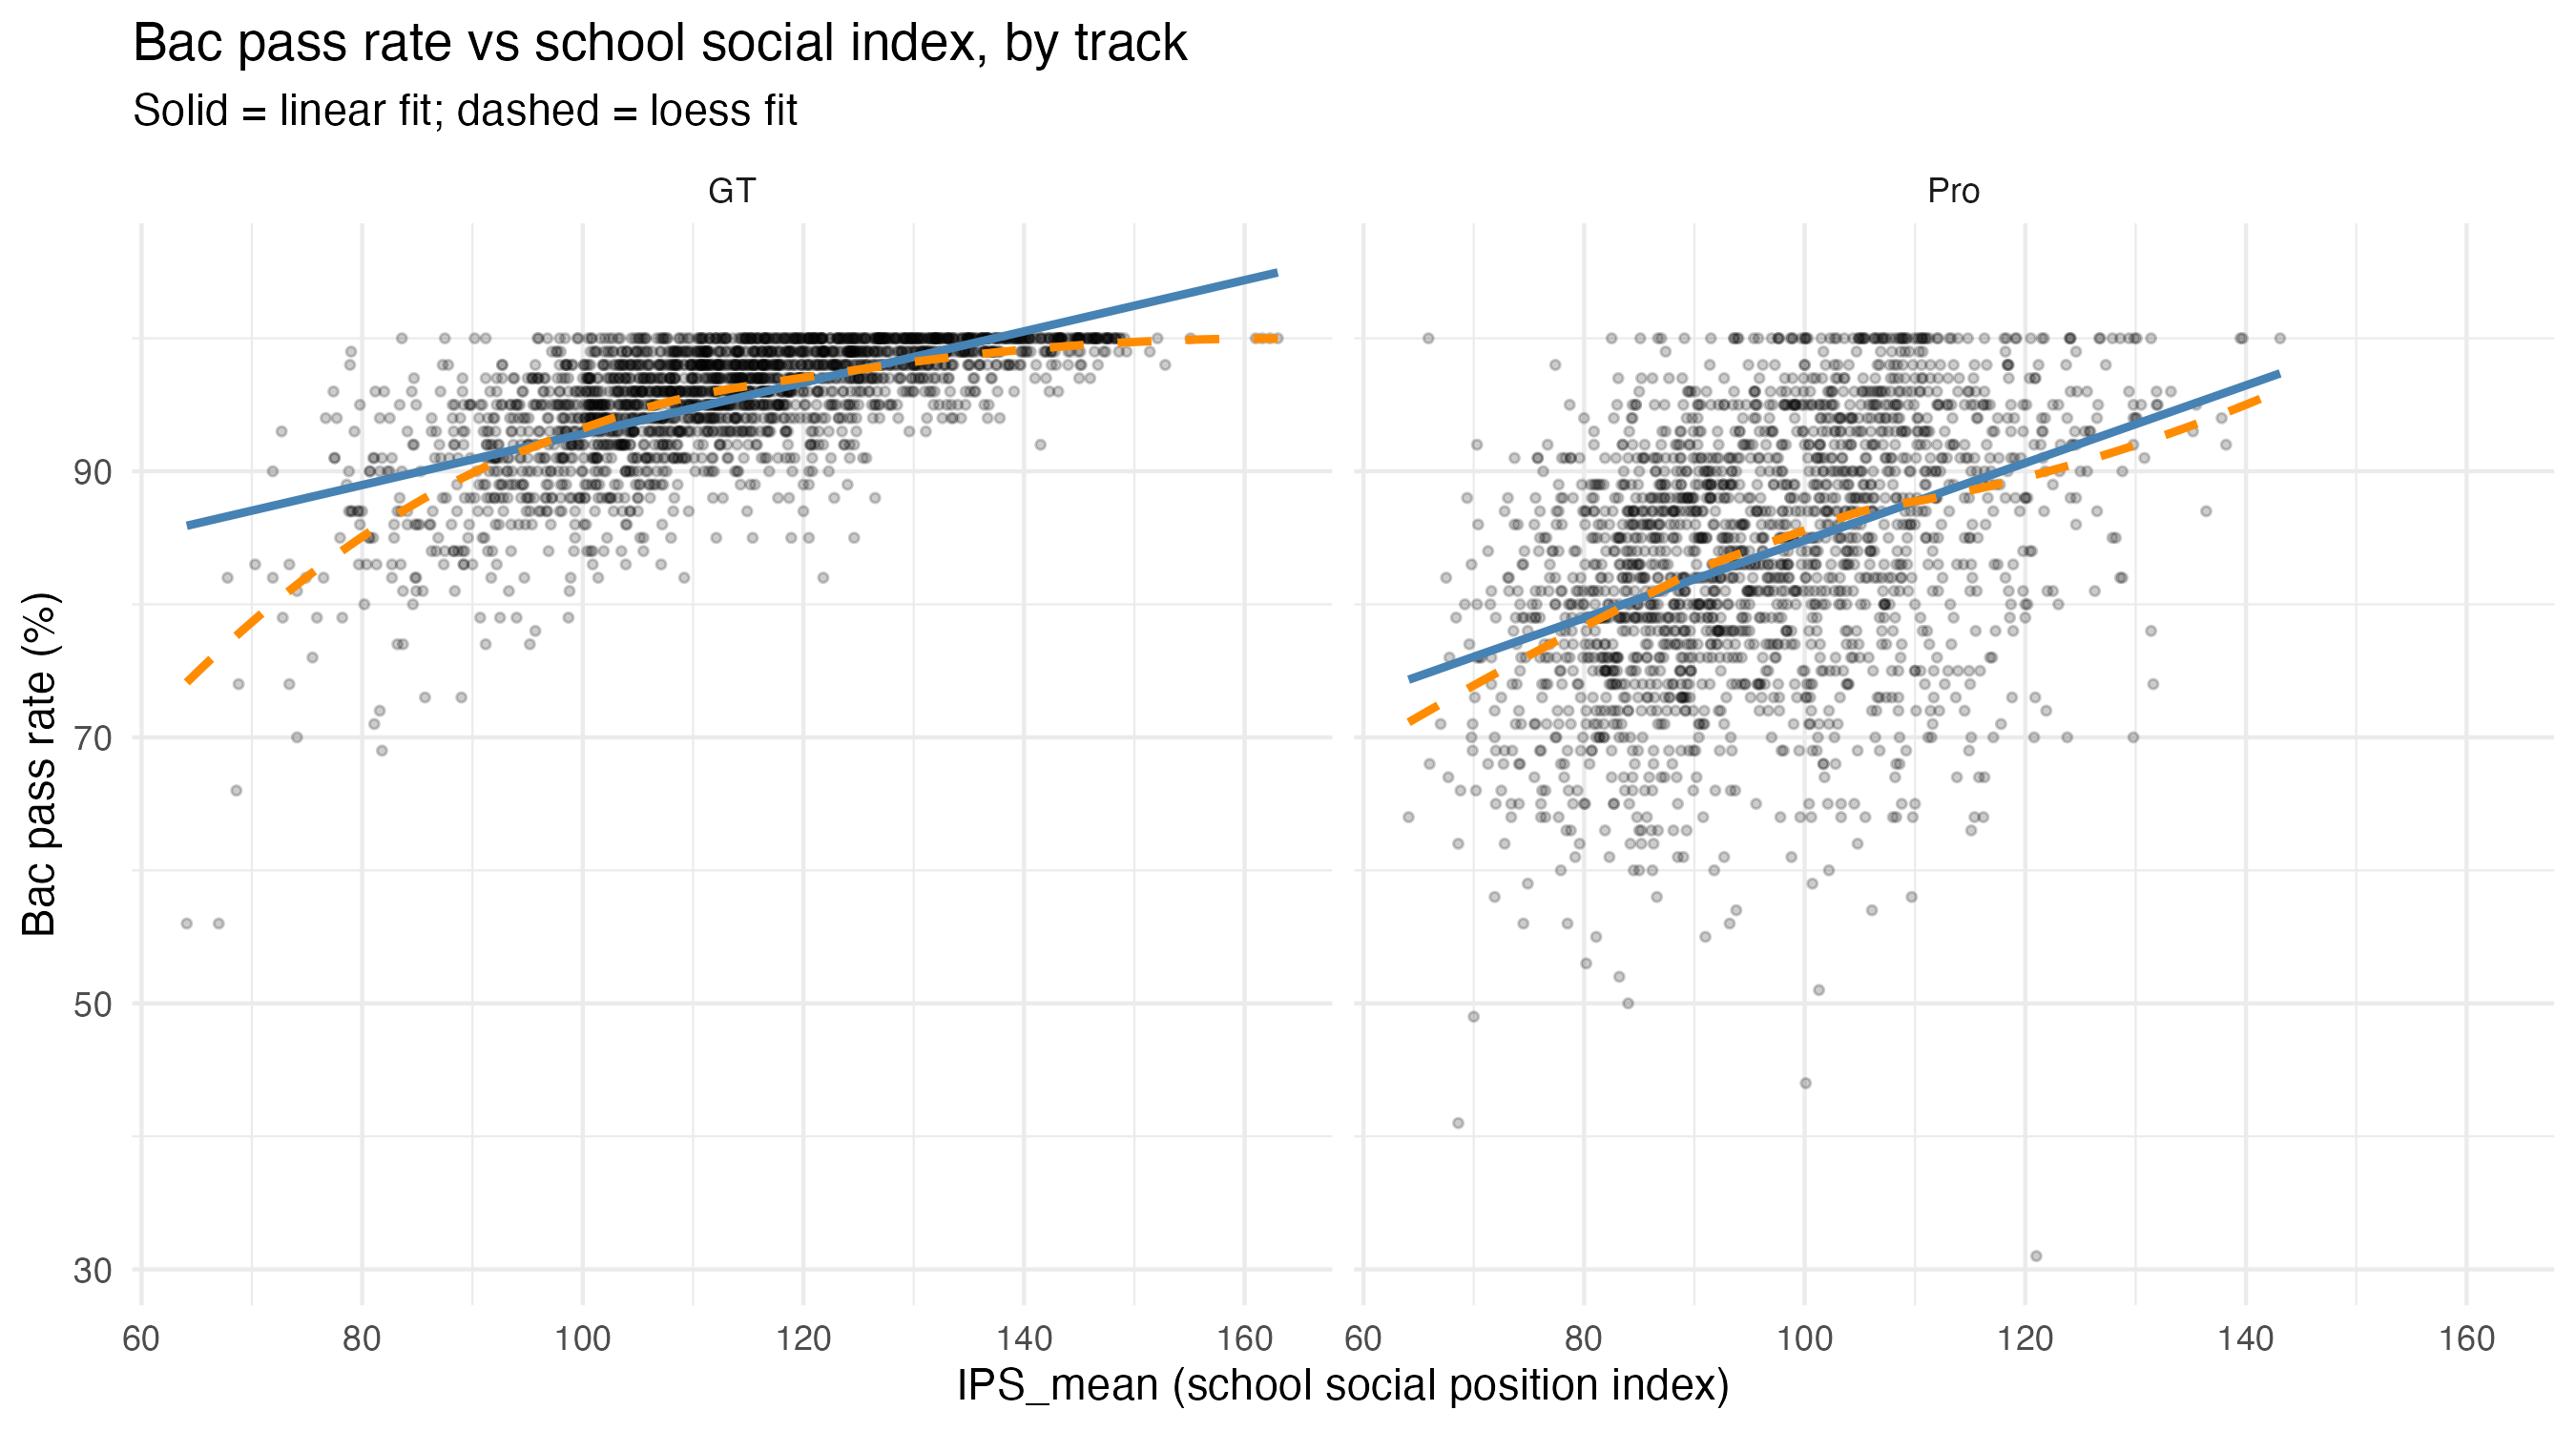 Bac pass rate vs school social index, by track
Solid = linear fit; dashed = loess fit
GT
Pro
Bac pass rate (%)
90
70
50
30
60 80 100 120 140 160
60 80 100 120 140 160
IPS_mean (school social position index)